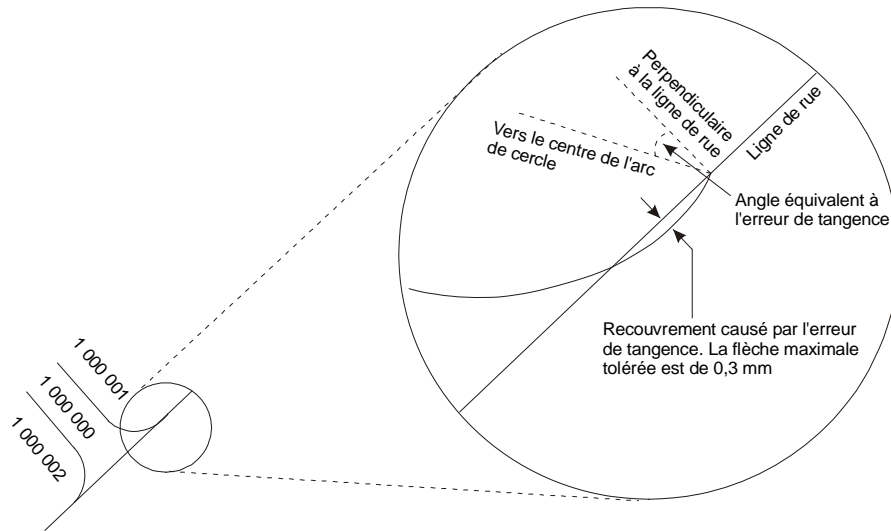 Perpendiculaire
à la ligne de rue
Ligne de rue
Vers le centre de l'arc
de cercle
Angle équivalent à
l'erreur de tangence
Recouvrement causé par l'erreur
de tangence. La flèche maximale
tolérée est de 0,3 mm
1 000 001
1 000 000
1 000 002